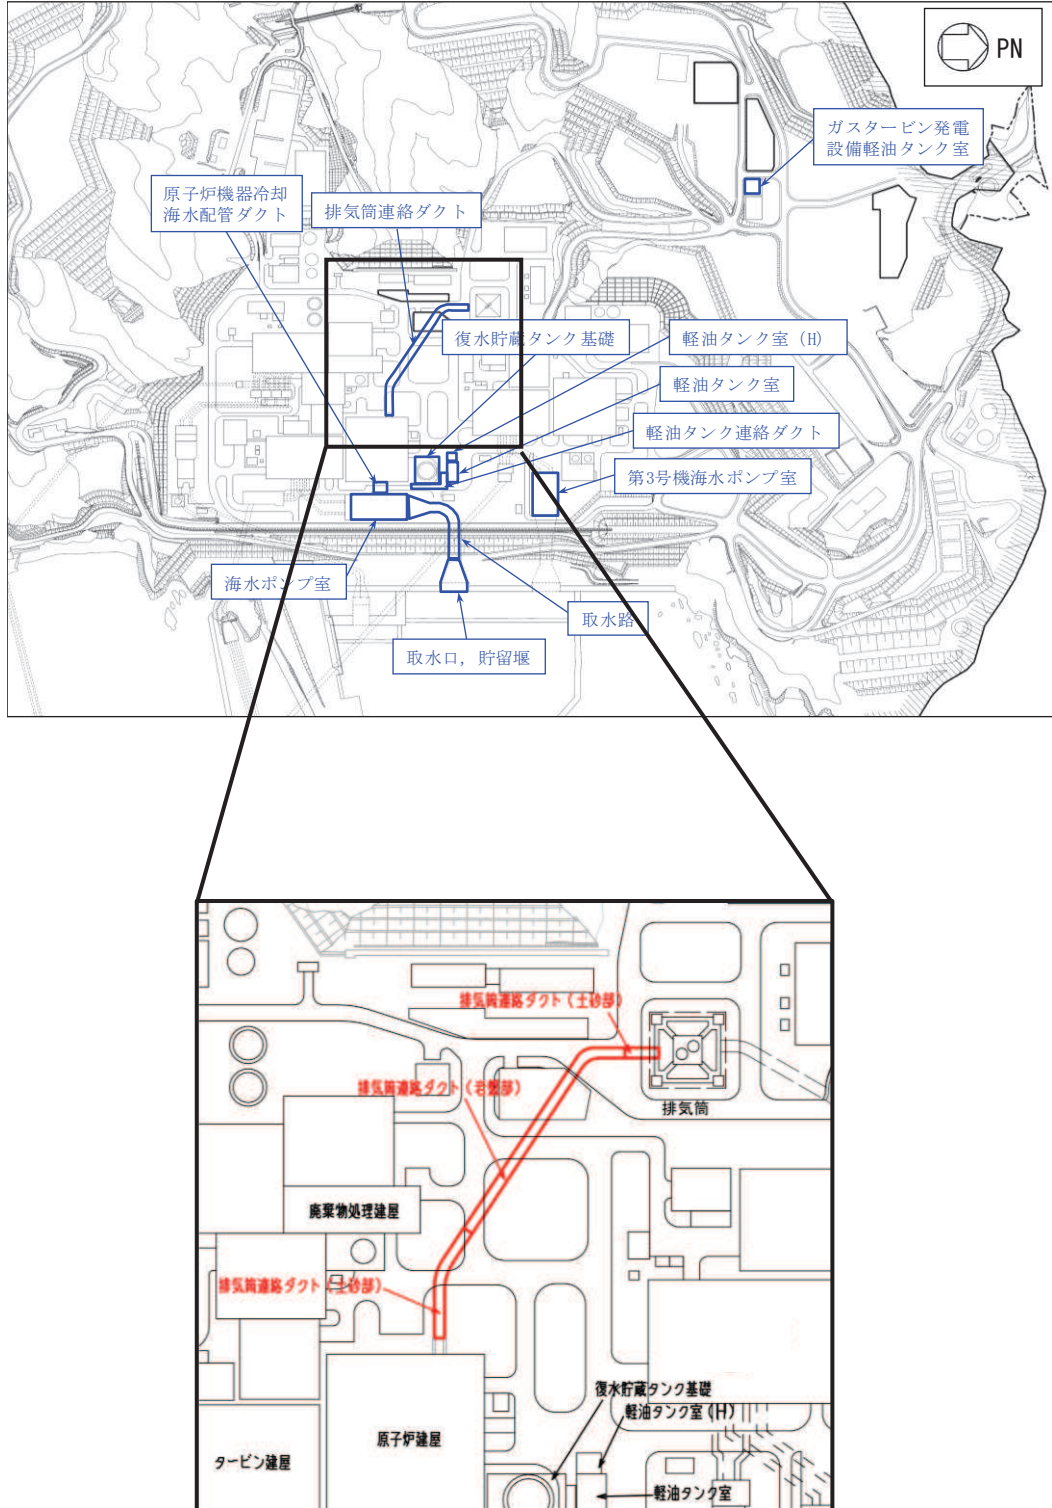 PN
ガスタービン発電
設備軽油タンク室
原子炉機器冷却
海水配管ダクト
排気筒連絡ダクト
復水貯蔵タンク基礎
軽油タンク室（H）
軽油タンク室
軽油タンク連絡ダクト
第3号機海水ポンプ室
海水ポンプ室
取水路
取水口，貯留堰
排気筒連絡ダクト（土砂部）
排気筒連絡ダクト（岩盤部）
排気筒
廃棄物処理建屋
排気筒連絡ダクト（土砂部）
復水貯蔵タンク基礎
軽油タンク室(H)
原子炉建屋
タービン建屋
軽油タンク室